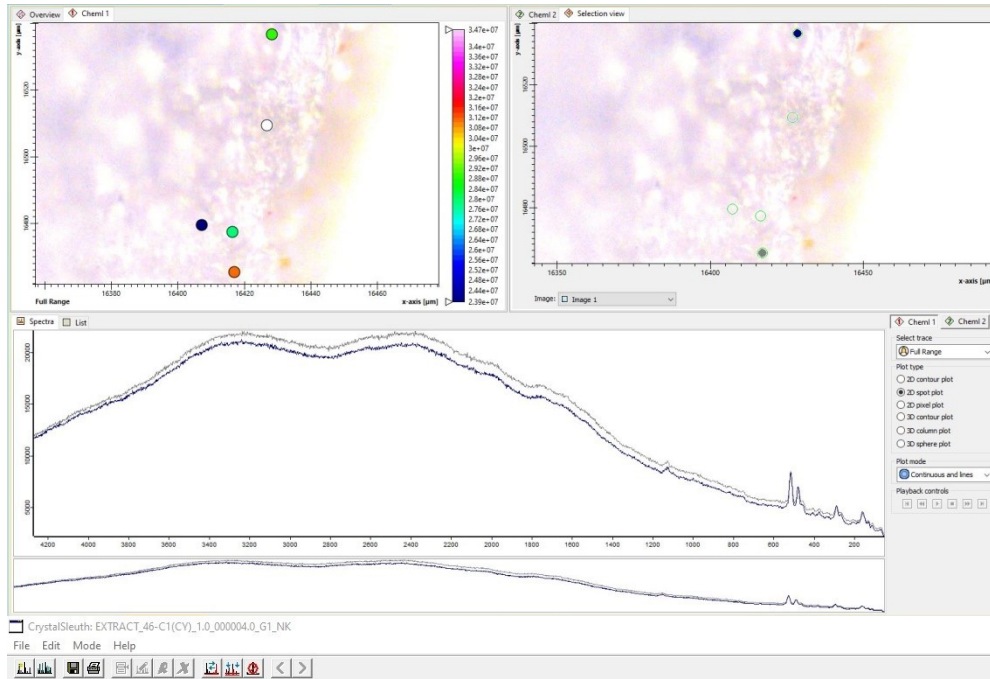 Overview Cheml 1
y-axis [µm]
16520
16500
16480
16380 16400 16420 16440 16460
Full Range x-axis [µm]
3.47e+07
3.4e+07
3.36e+07
3.32e+07
3.28e+07
3.24e+07
3.2e+07
3.16e+07
3.12e+07
3.08e+07
3.04e+07
3e+07
2.96e+07
2.92e+07
2.88e+07
2.84e+07
2.8e+07
2.76e+07
2.72e+07
2.68e+07
2.64e+07
2.6e+07
2.56e+07
2.52e+07
2.48e+07
2.44e+07
2.39e+07
Cheml 2 Selection view
y-axis [µm]
16520
16500
16480
16350 16400 16450
x-axis [µm
Image: Image 1
Spectra List
20000
15000
10000
5000
4200 4000 3800 3600 3400 3200 3000 2800 2600 2400 2200 2000 1800 1600 1400 1200 1000 800 600 400 200
Cheml 1 Cheml 2
Select trace
Full Range
Plot type
2D contour plot
2D spot plot
2D pixel plot
3D contour plot
3D column plot
3D sphere plot
Plot mode
Continuous and lines
Playback controls
CrystalSleuth: EXTRACT_46-C1(CY)_1.0_000004.0_G1_NK
File Edit Mode Help